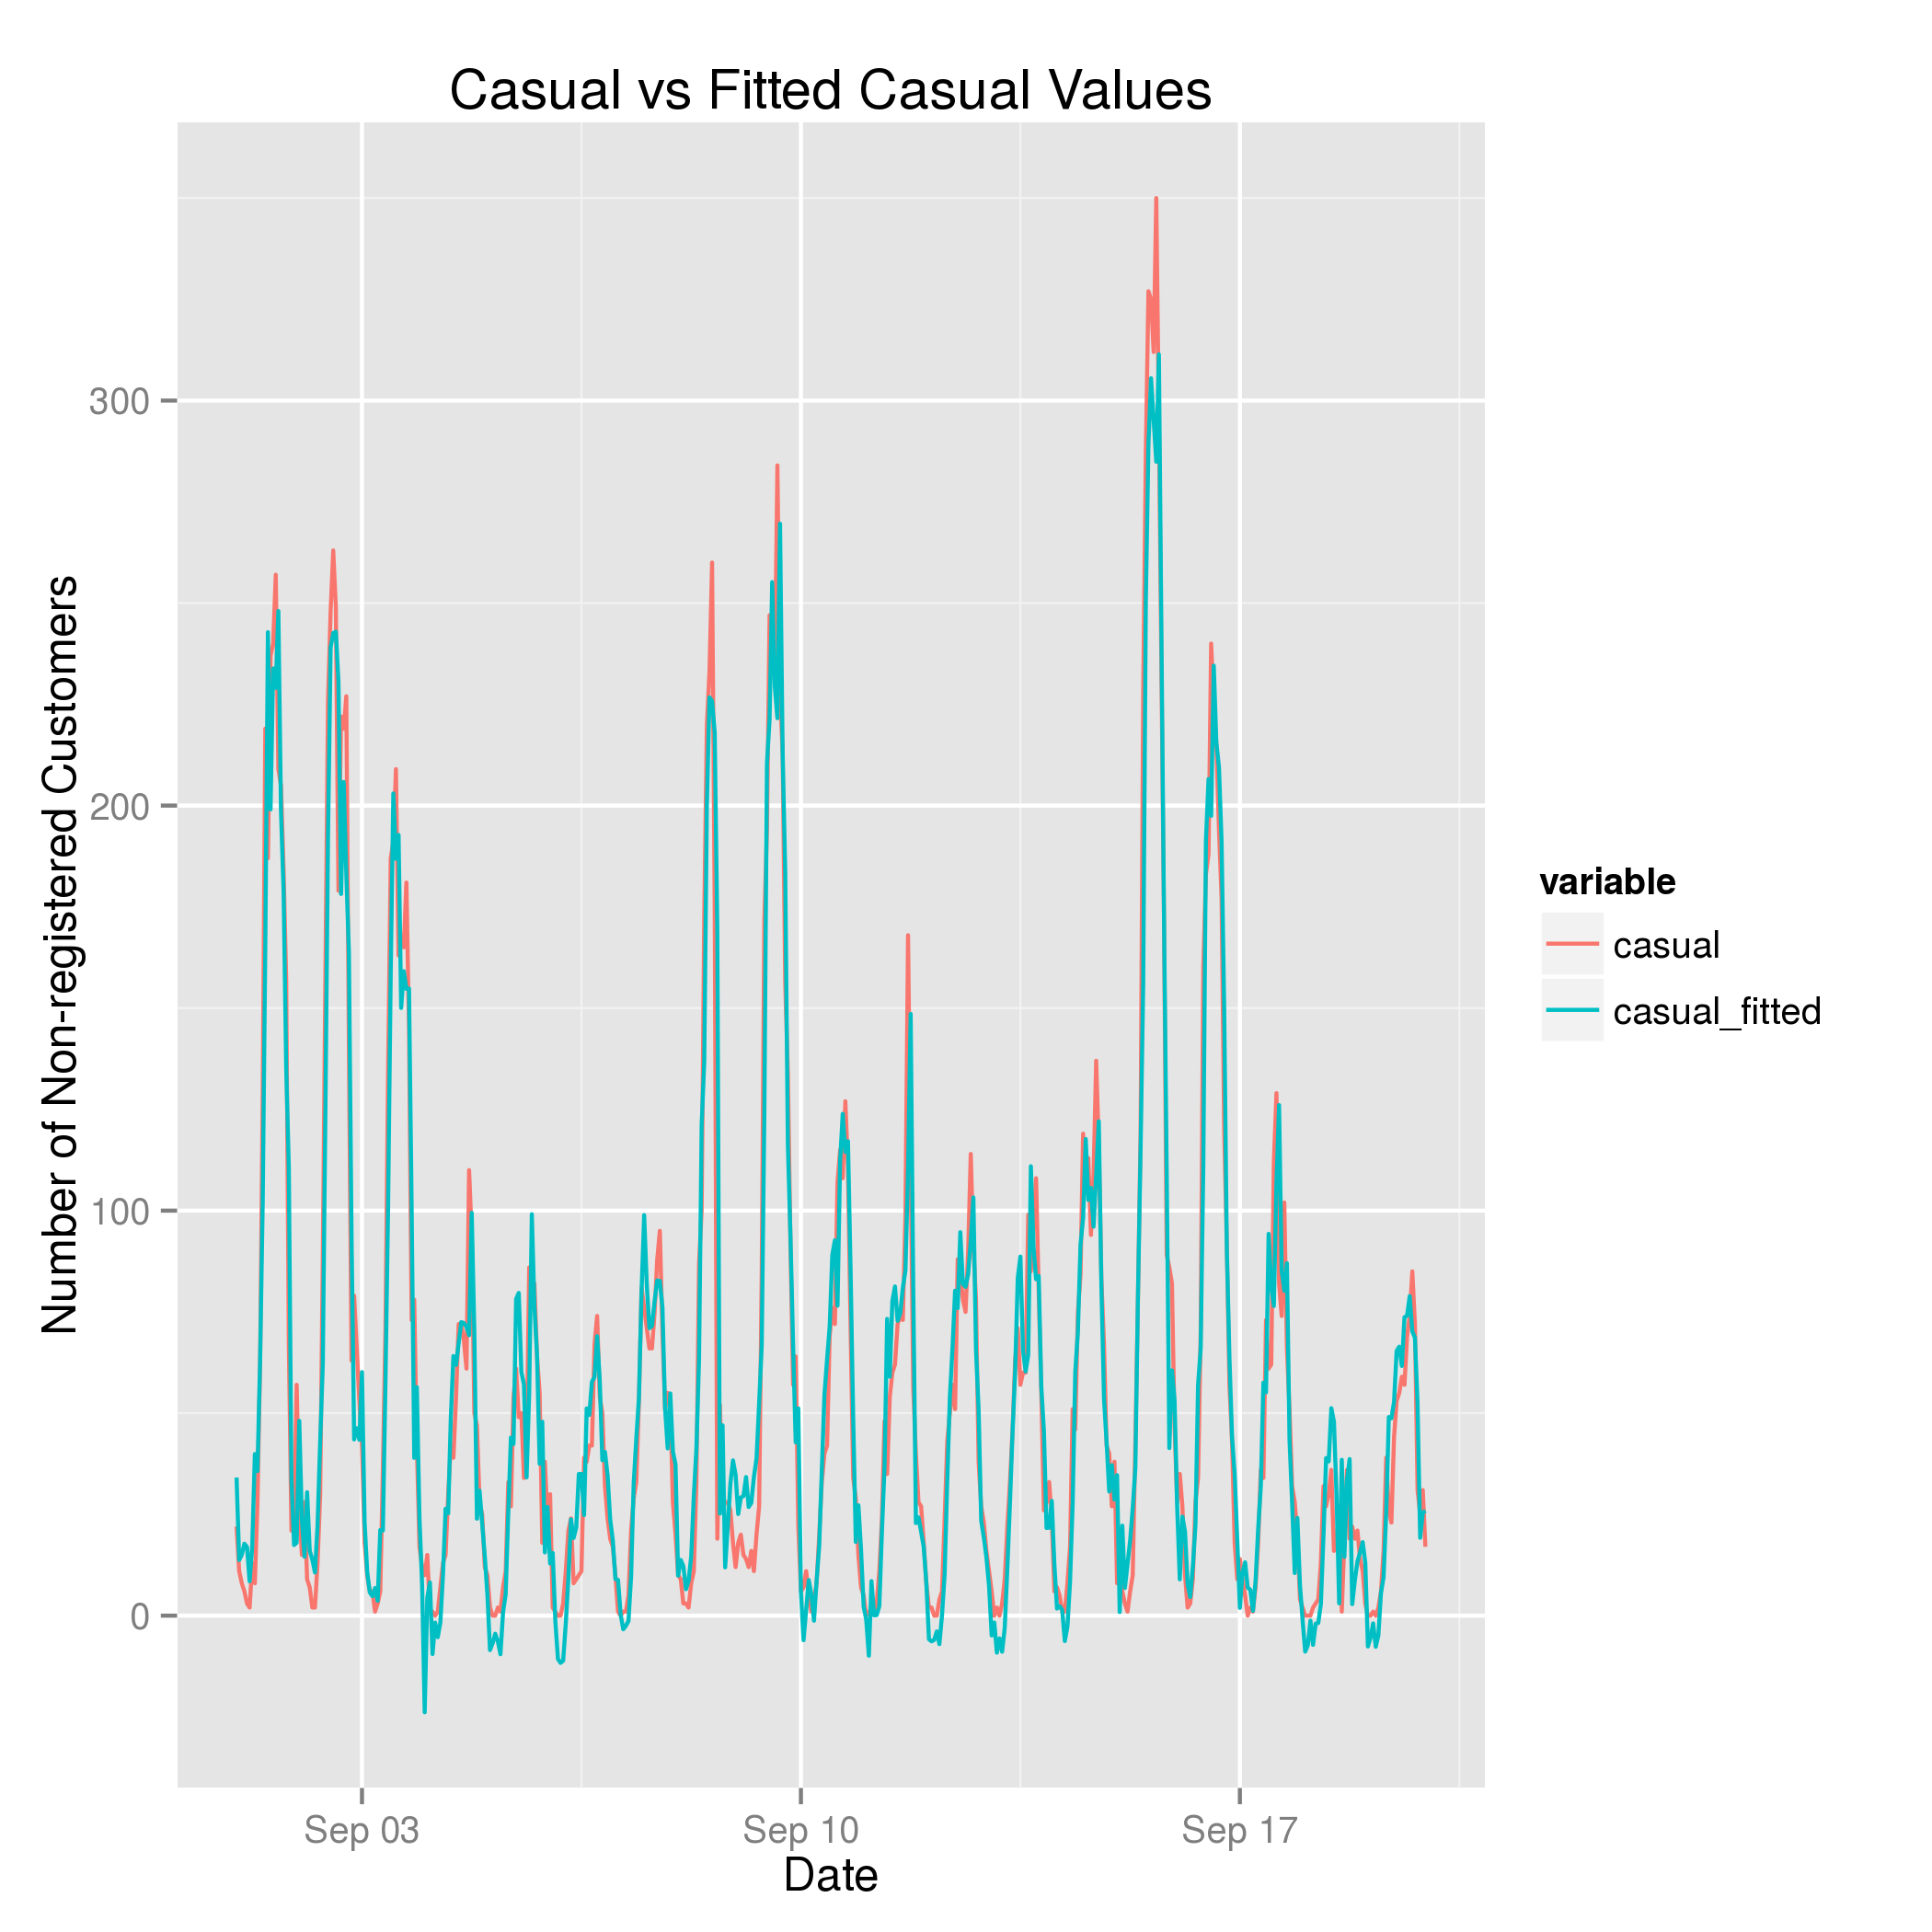 Casual vs Fitted Casual Values
Number of Non-registered Customers
300
200
100
0
Sep 03
Sep 10
Sep 17
Date
variable
casual
casual_fitted